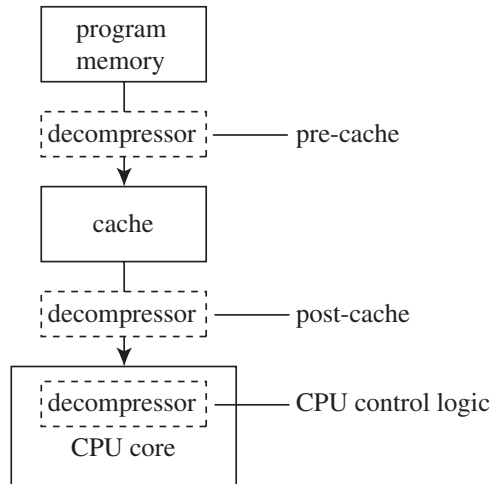 program
memory
decompressor
pre-cache
cache
decompressor
post-cache
decompressor
CPU control logic
CPU core